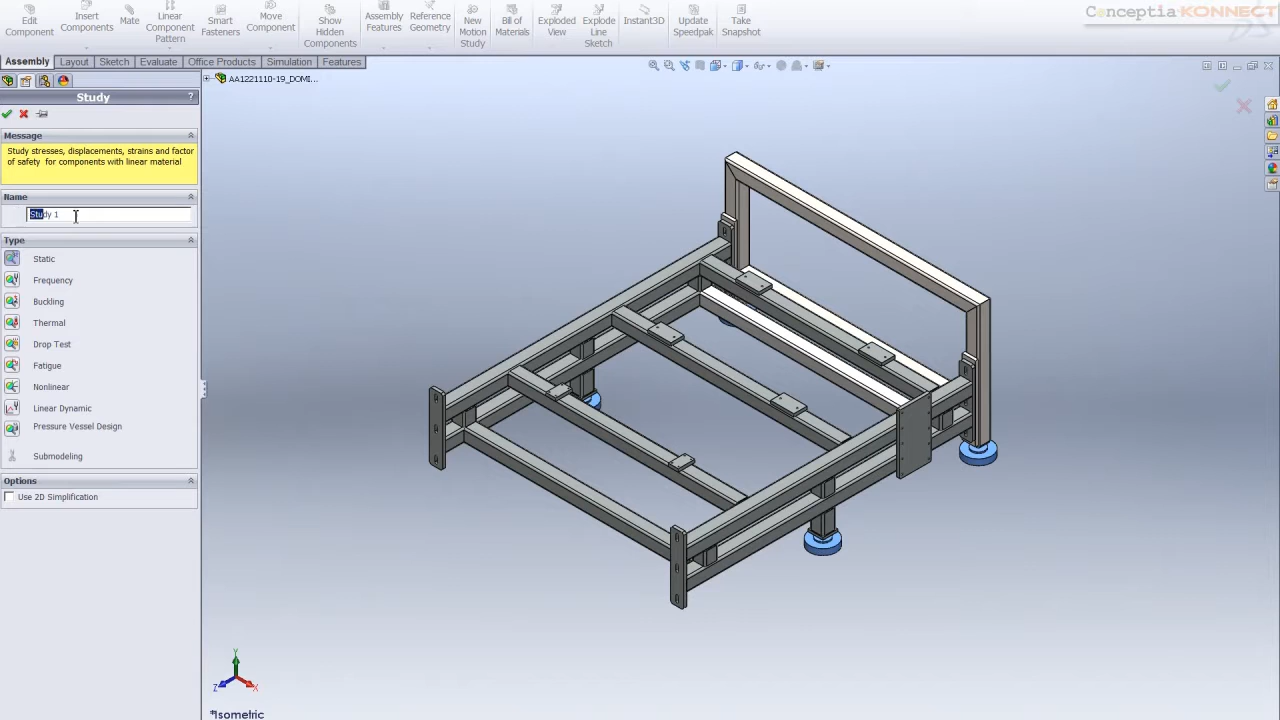 Conceptia KONNECT
Edit Component
Insert Components
Mate
Linear Component Pattern
Smart Fasteners
Move Component
Show Hidden Components
Assembly Features
Reference Geometry
New Motion Study
Bill of Materials
Exploded View
Explode Line Sketch
Instant3D
Update Speedpak
Take Snapshot
Assembly
Layout
Sketch
Evaluate
Office Products
Simulation
Features
AA1221110-19_DOMI...
Study
?
Message
Study stresses, displacements, strains and factor
of safety for components with linear material
Name
Study 1
Type
Static
Frequency
Buckling
Thermal
Drop Test
Fatigue
Nonlinear
Linear Dynamic
Pressure Vessel Design
Submodeling
Options
Use 2D Simplification
Y
Z
X
*Isometric